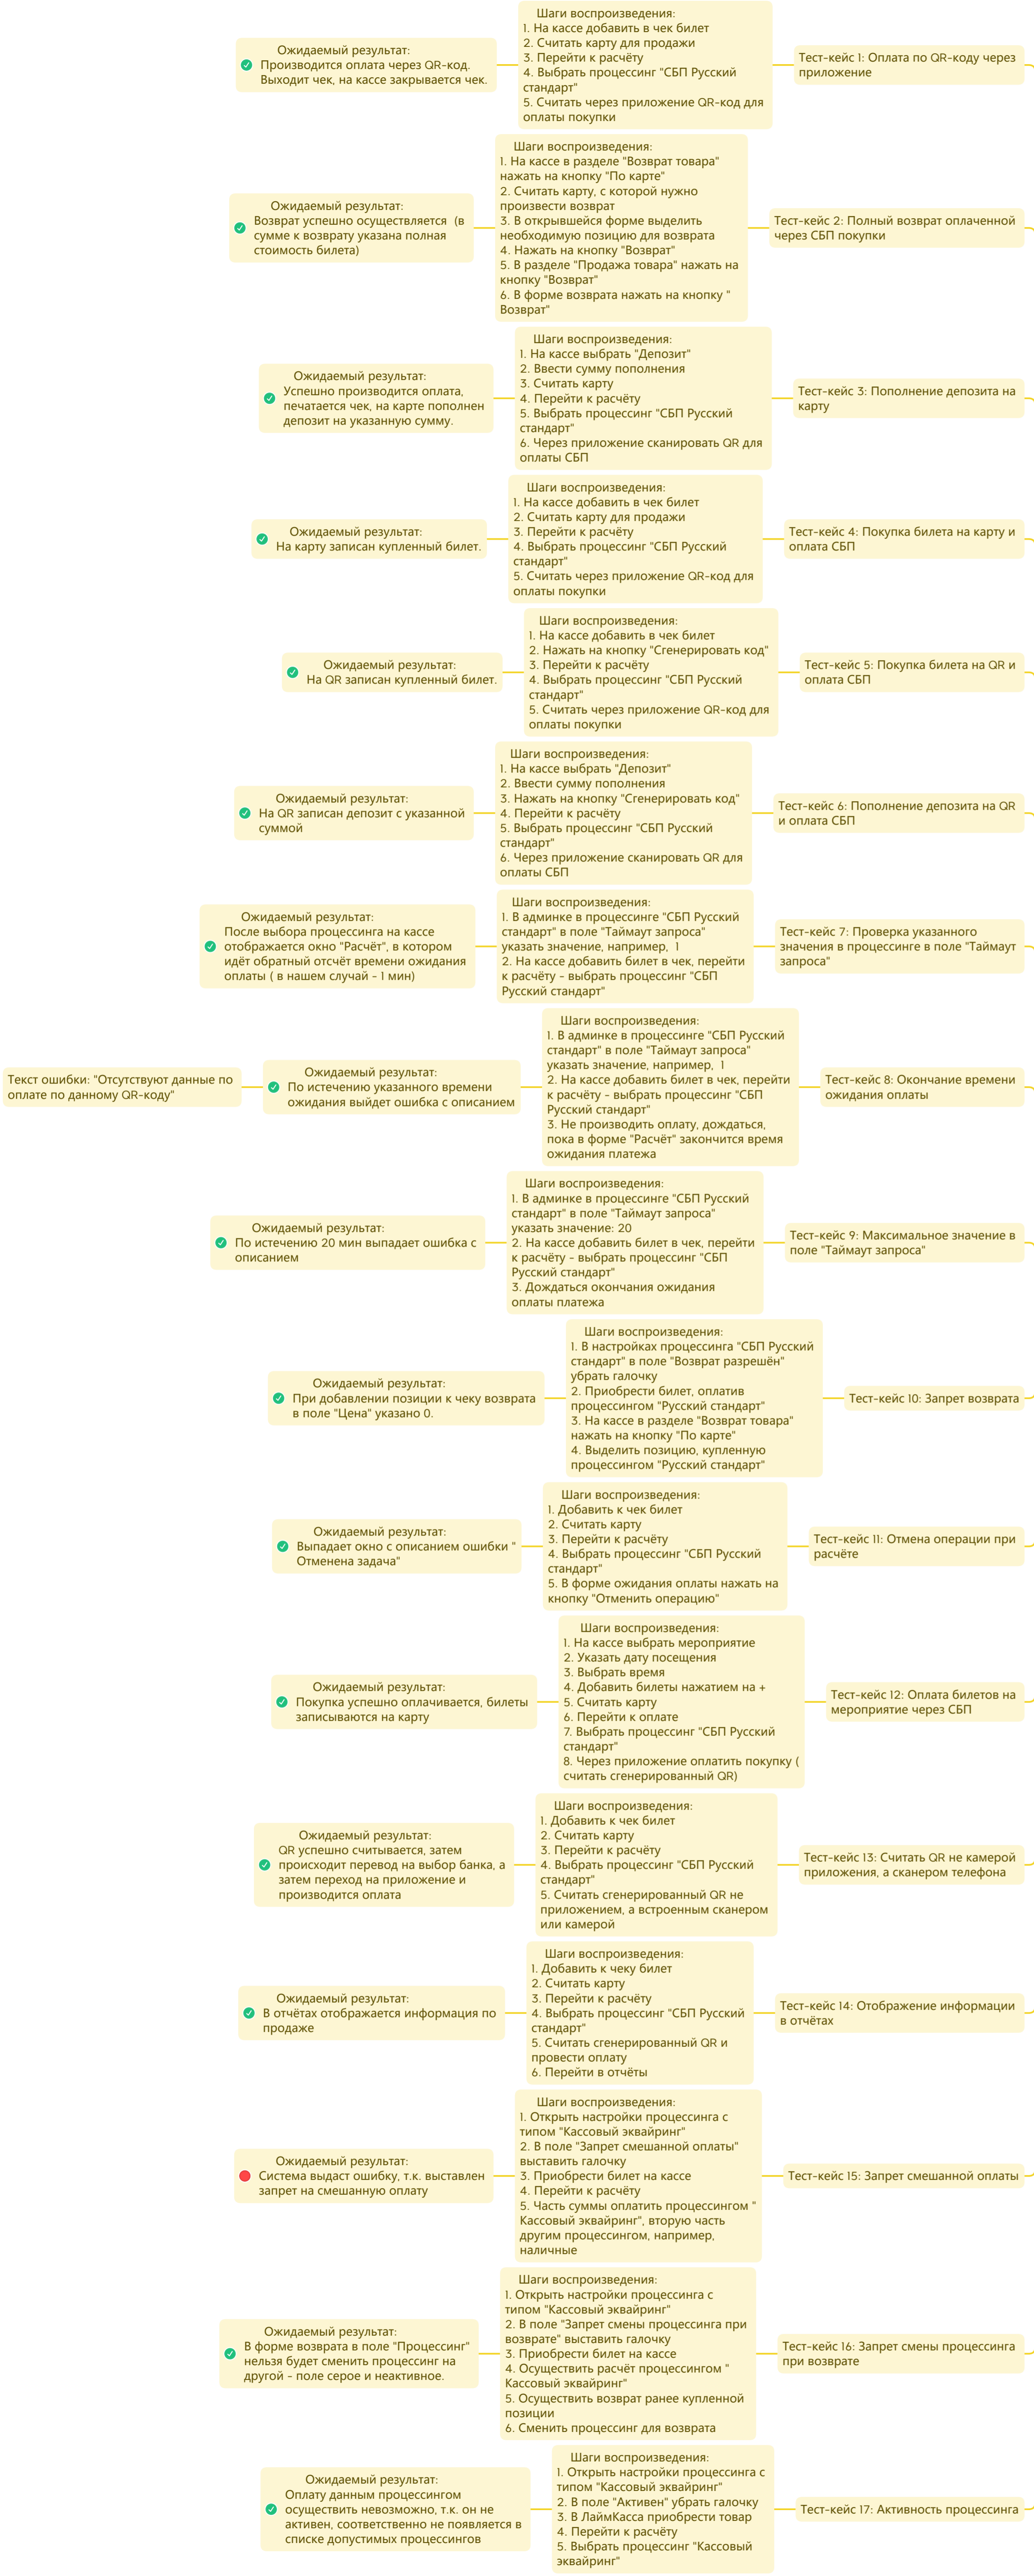 Шаги воспроизведения:
1. На кассе добавить в чек билет
2. Считать карту для продажи
3. Перейти к расчёту
4. Выбрать процессинг "СБП Русский
стандарт"
5. Считать через приложение QR-код для
оплаты покупки
Ожидаемый результат:
Производится оплата через QR-код.
Выходит чек, на кассе закрывается чек.
Тест-кейс 1: Оплата по QR-коду через
приложение
Шаги воспроизведения:
1. На кассе в разделе "Возврат товара"
нажать на кнопку "По карте"
2. Считать карту, с которой нужно
произвести возврат
3. В открывшейся форме выделить
необходимую позицию для возврата
4. Нажать на кнопку "Возврат"
5. В разделе "Продажа товара" нажать на
кнопку "Возврат"
6. В форме возврата нажать на кнопку "
Возврат"
Ожидаемый результат:
Возврат успешно осуществляется (в
сумме к возврату указана полная
стоимость билета)
Тест-кейс 2: Полный возврат оплаченной
через СБП покупки
Шаги воспроизведения:
1. На кассе выбрать "Депозит"
2. Ввести сумму пополнения
3. Считать карту
4. Перейти к расчёту
5. Выбрать процессинг "СБП Русский
стандарт"
6. Через приложение сканировать QR для
оплаты СБП
Ожидаемый результат:
Успешно производится оплата,
печатается чек, на карте пополнен
депозит на указанную сумму.
Тест-кейс 3: Пополнение депозита на
карту
Шаги воспроизведения:
1. На кассе добавить в чек билет
2. Считать карту для продажи
3. Перейти к расчёту
4. Выбрать процессинг "СБП Русский
стандарт"
5. Считать через приложение QR-код для
оплаты покупки
Ожидаемый результат:
На карту записан купленный билет.
Тест-кейс 4: Покупка билета на карту и
оплата СБП
Шаги воспроизведения:
1. На кассе добавить в чек билет
2. Нажать на кнопку "Сгенерировать код"
3. Перейти к расчёту
4. Выбрать процессинг "СБП Русский
стандарт"
5. Считать через приложение QR-код для
оплаты покупки
Ожидаемый результат:
На QR записан купленный билет.
Тест-кейс 5: Покупка билета на QR и
оплата СБП
Шаги воспроизведения:
1. На кассе выбрать "Депозит"
2. Ввести сумму пополнения
3. Нажать на кнопку "Сгенерировать код"
4. Перейти к расчёту
5. Выбрать процессинг "СБП Русский
стандарт"
6. Через приложение сканировать QR для
оплаты СБП
Ожидаемый результат:
На QR записан депозит с указанной
суммой
Тест-кейс 6: Пополнение депозита на QR
и оплата СБП
Шаги воспроизведения:
1. В админке в процессинге "СБП Русский
стандарт" в поле "Таймаут запроса"
указать значение, например, 1
2. На кассе добавить билет в чек, перейти
к расчёту - выбрать процессинг "СБП
Русский стандарт"
Ожидаемый результат:
После выбора процессинга на кассе
отображается окно "Расчёт", в котором
идёт обратный отсчёт времени ожидания
оплаты ( в нашем случай - 1 мин)
Тест-кейс 7: Проверка указанного
значения в процессинге в поле "Таймаут
запроса"
Шаги воспроизведения:
1. В админке в процессинге "СБП Русский
стандарт" в поле "Таймаут запроса"
указать значение, например, 1
2. На кассе добавить билет в чек, перейти
к расчёту - выбрать процессинг "СБП
Русский стандарт"
3. Не производить оплату, дождаться,
пока в форме "Расчёт" закончится время
ожидания платежа
Текст ошибки: "Отсутствуют данные по
оплате по данному QR-коду"
Ожидаемый результат:
По истечению указанного времени
ожидания выйдет ошибка с описанием
Тест-кейс 8: Окончание времени
ожидания оплаты
Шаги воспроизведения:
1. В админке в процессинге "СБП Русский
стандарт" в поле "Таймаут запроса"
указать значение: 20
2. На кассе добавить билет в чек, перейти
к расчёту - выбрать процессинг "СБП
Русский стандарт"
3. Дождаться окончания ожидания
оплаты платежа
Ожидаемый результат:
По истечению 20 мин выпадает ошибка с
описанием
Тест-кейс 9: Максимальное значение в
поле "Таймаут запроса"
Шаги воспроизведения:
1. В настройках процессинга "СБП Русский
стандарт" в поле "Возврат разрешён"
убрать галочку
2. Приобрести билет, оплатив
процессингом "Русский стандарт"
3. На кассе в разделе "Возврат товара"
нажать на кнопку "По карте"
4. Выделить позицию, купленную
процессингом "Русский стандарт"
Ожидаемый результат:
При добавлении позиции к чеку возврата
в поле "Цена" указано 0.
Тест-кейс 10: Запрет возврата
Шаги воспроизведения:
1. Добавить к чек билет
2. Считать карту
3. Перейти к расчёту
4. Выбрать процессинг "СБП Русский
стандарт"
5. В форме ожидания оплаты нажать на
кнопку "Отменить операцию"
Ожидаемый результат:
Выпадает окно с описанием ошибки "
Отменена задача"
Тест-кейс 11: Отмена операции при
расчёте
Шаги воспроизведения:
1. На кассе выбрать мероприятие
2. Указать дату посещения
3. Выбрать время
4. Добавить билеты нажатием на +
5. Считать карту
6. Перейти к оплате
7. Выбрать процессинг "СБП Русский
стандарт"
8. Через приложение оплатить покупку (
считать сгенерированный QR)
Ожидаемый результат:
Покупка успешно оплачивается, билеты
записываются на карту
Тест-кейс 12: Оплата билетов на
мероприятие через СБП
Шаги воспроизведения:
1. Добавить к чек билет
2. Считать карту
3. Перейти к расчёту
4. Выбрать процессинг "СБП Русский
стандарт"
5. Считать сгенерированный QR не
приложением, а встроенным сканером
или камерой
Ожидаемый результат:
QR успешно считывается, затем
происходит перевод на выбор банка, а
затем переход на приложение и
производится оплата
Тест-кейс 13: Считать QR не камерой
приложения, а сканером телефона
Шаги воспроизведения:
1. Добавить к чеку билет
2. Считать карту
3. Перейти к расчёту
4. Выбрать процессинг "СБП Русский
стандарт"
5. Считать сгенерированный QR и
провести оплату
6. Перейти в отчёты
Ожидаемый результат:
В отчётах отображается информация по
продаже
Тест-кейс 14: Отображение информации
в отчётах
Шаги воспроизведения:
1. Открыть настройки процессинга с
типом "Кассовый эквайринг"
2. В поле "Запрет смешанной оплаты"
выставить галочку
3. Приобрести билет на кассе
4. Перейти к расчёту
5. Часть суммы оплатить процессингом "
Кассовый эквайринг", вторую часть
другим процессингом, например,
наличные
Ожидаемый результат:
Система выдаст ошибку, т.к. выставлен
запрет на смешанную оплату
Тест-кейс 15: Запрет смешанной оплаты
Шаги воспроизведения:
1. Открыть настройки процессинга с
типом "Кассовый эквайринг"
2. В поле "Запрет смены процессинга при
возврате" выставить галочку
3. Приобрести билет на кассе
4. Осуществить расчёт процессингом "
Кассовый эквайринг"
5. Осуществить возврат ранее купленной
позиции
6. Сменить процессинг для возврата
Ожидаемый результат:
В форме возврата в поле "Процессинг"
нельзя будет сменить процессинг на
другой - поле серое и неактивное.
Тест-кейс 16: Запрет смены процессинга
при возврате
Шаги воспроизведения:
1. Открыть настройки процессинга с
типом "Кассовый эквайринг"
2. В поле "Активен" убрать галочку
3. В ЛаймКасса приобрести товар
4. Перейти к расчёту
5. Выбрать процессинг "Кассовый
эквайринг"
Ожидаемый результат:
Оплату данным процессингом
осуществить невозможно, т.к. он не
активен, соответственно не появляется в
списке допустимых процессингов
Тест-кейс 17: Активность процессинга